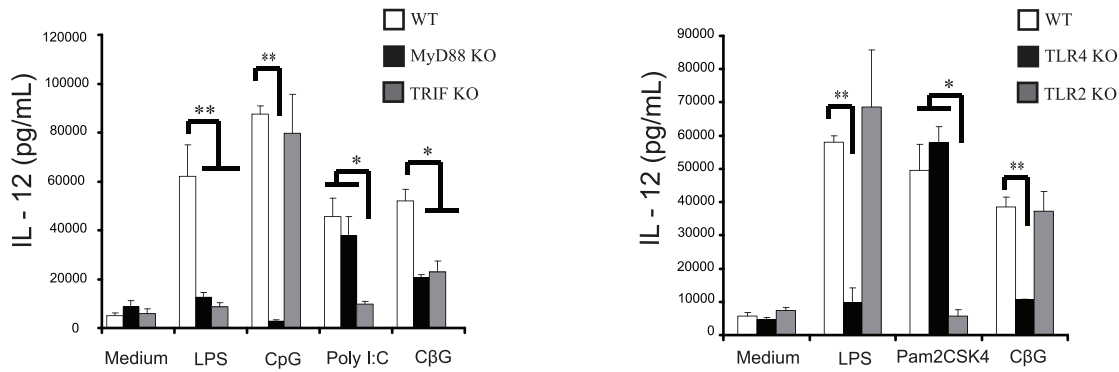 WT
MyD88 KO
TRIF KO
IL - 12 (pg/mL)
120000
100000
80000
60000
40000
20000
0
**
**
*
*
Medium LPS CpG Poly I:C CβG
WT
TLR4 KO
TLR2 KO
IL - 12 (pg/mL)
90000
80000
70000
60000
50000
40000
30000
20000
10000
0
**
*
**
Medium LPS Pam2CSK4 CβG